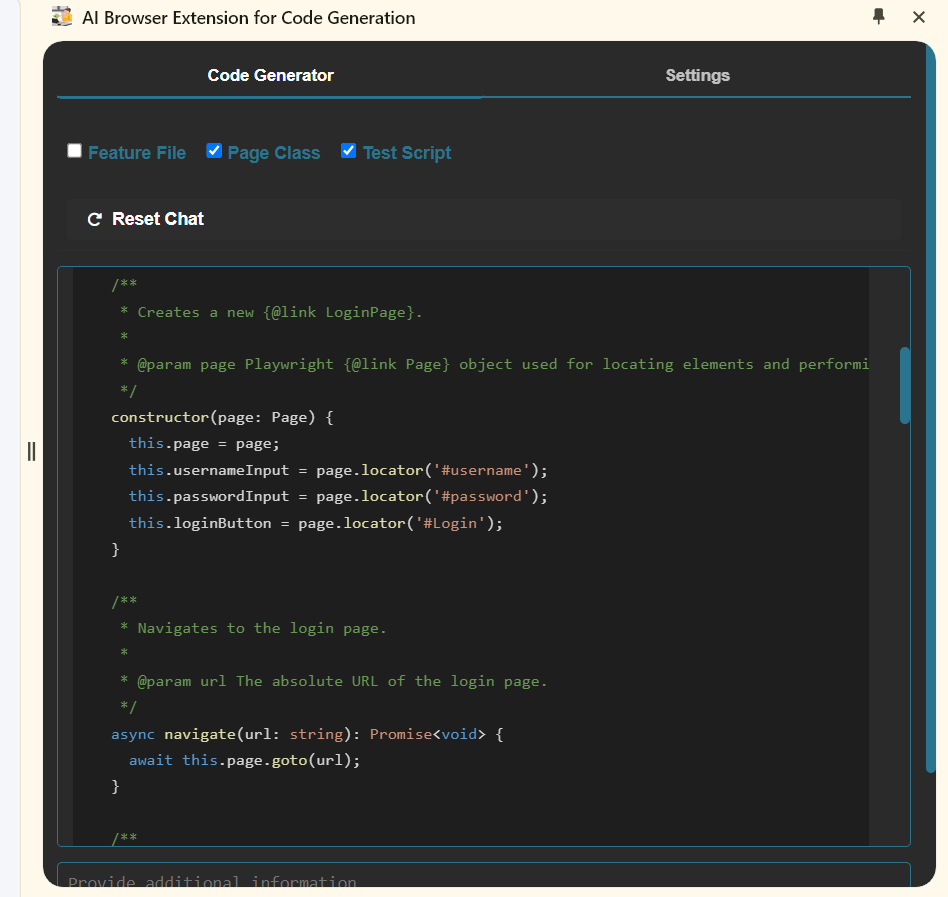 AI Browser Extension for Code Generation
Code Generator Settings
Feature File Page Class Test Script
Reset Chat
/**
* Creates a new {@link LoginPage}.
*
* @param page Playwright {@link Page} object used for locating elements and performi
*/
constructor(page: Page) {
this.page = page;
this.usernameInput = page.locator('#username');
this.passwordInput = page.locator('#password');
this.loginButton = page.locator('#Login');
}
/**
* Navigates to the login page.
*
* @param url The absolute URL of the login page.
*/
async navigate(url: string): Promise<void> {
await this.page.goto(url);
}
/**
Provide additional information